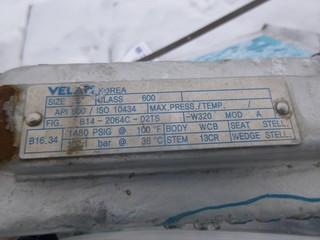 VELAN KOREA
SIZE CLASS 600
API 600 / ISO 10434 MAX.PRESS./TEMP. /
FIG. B14-2064C-02TS -W320 MOD A
B16.34 1480 PSIG @ 100 °F BODY WCB SEAT STELL
bar @ 38°C STEM 13CR WEDGE STELL